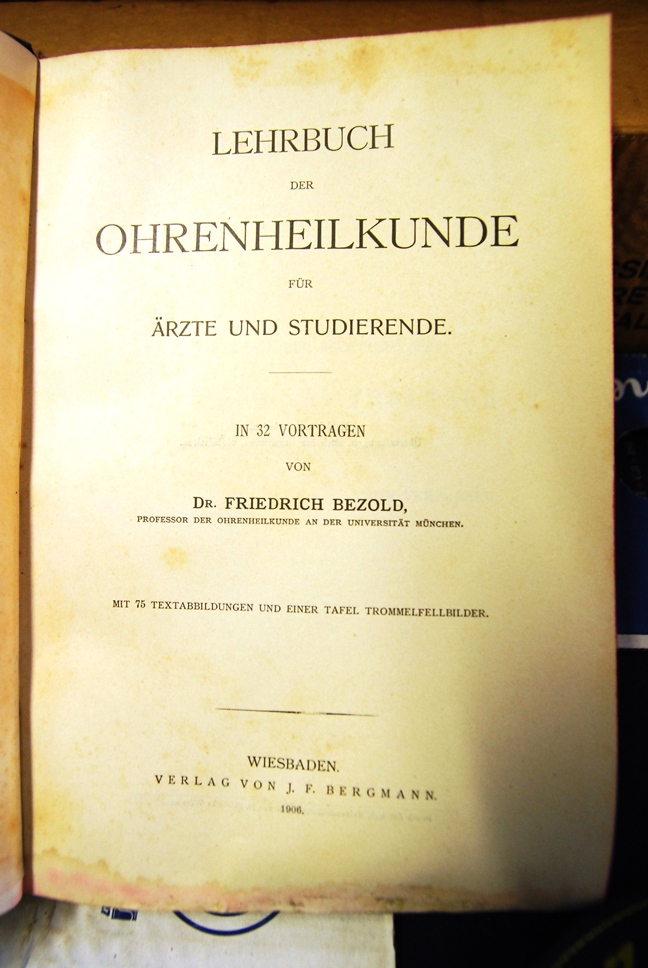 LEHRBUCH
DER
OHRENHEILKUNDE
FÜR
ÄRZTE UND STUDIERENDE.
IN 32 VORTRAGEN
VON
DR. FRIEDRICH BEZOLD,
PROFESSOR DER OHRENHEILKUNDE AN DER UNIVERSITÄT MÜNCHEN.
MIT 75 TEXTABBILDUNGEN UND EINER TAFEL TROMMELFELLBILDER.
WIESBADEN.
VERLAG VON J. F. BERGMANN.
1906.